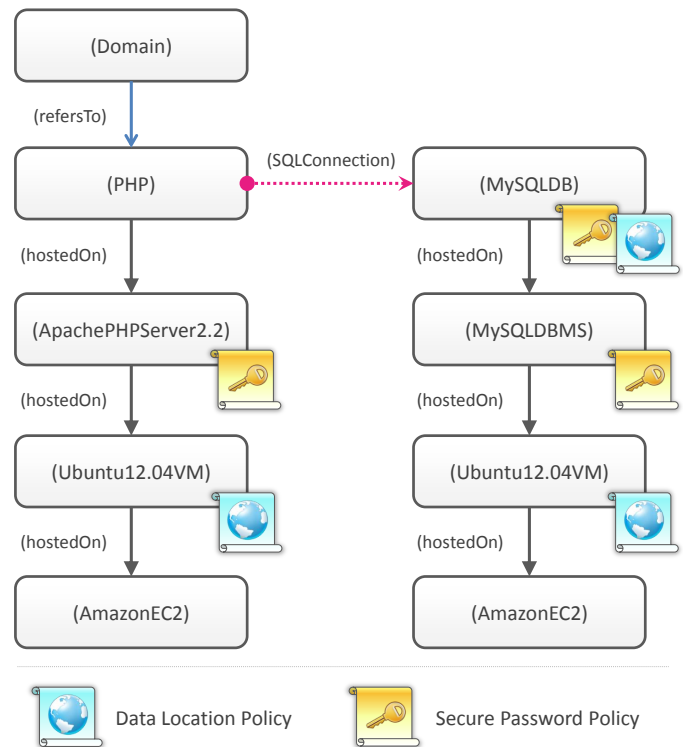 (Domain)
(refersTo)
(SQLConnection)
(PHP)
(MySQLDB)
(hostedOn)
(hostedOn)
(ApachePHPServer2.2)
(MySQLDBMS)
(hostedOn)
(hostedOn)
(Ubuntu12.04VM)
(Ubuntu12.04VM)
(hostedOn)
(hostedOn)
(AmazonEC2)
(AmazonEC2)
Data Location Policy
Secure Password Policy